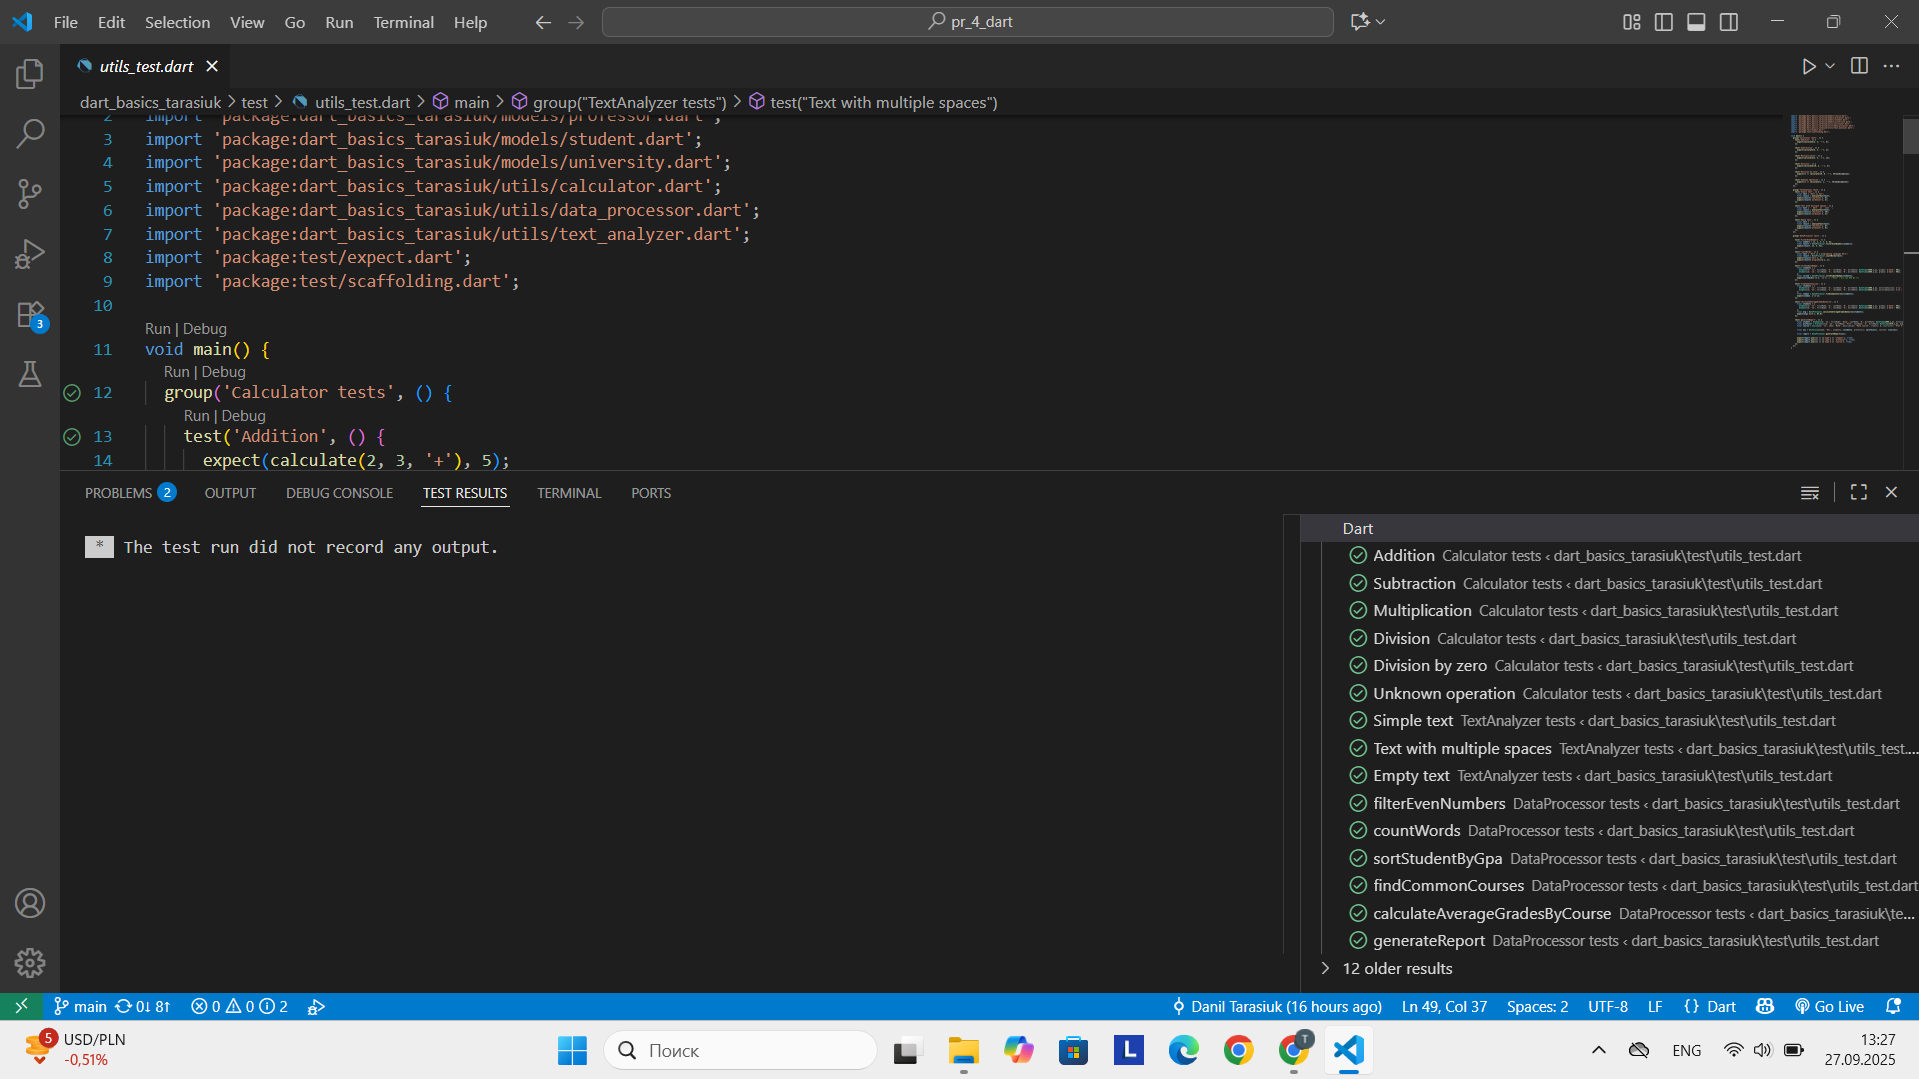 File Edit Selection View Go Run Terminal Help
pr_4_dart
utils_test.dart
dart_basics_tarasiuk > test > utils_test.dart > main > group("TextAnalyzer tests") > test("Text with multiple spaces")
2 import 'package:dart_basics_tarasiuk/models/professor.dart';
3 import 'package:dart_basics_tarasiuk/models/student.dart';
4 import 'package:dart_basics_tarasiuk/models/university.dart';
5 import 'package:dart_basics_tarasiuk/utils/calculator.dart';
6 import 'package:dart_basics_tarasiuk/utils/data_processor.dart';
7 import 'package:dart_basics_tarasiuk/utils/text_analyzer.dart';
8 import 'package:test/expect.dart';
9 import 'package:test/scaffolding.dart';
10
Run | Debug
11 void main() {
Run | Debug
12 group('Calculator tests', () {
Run | Debug
13 test('Addition', () {
14 expect(calculate(2, 3, '+'), 5);
3
PROBLEMS 2 OUTPUT DEBUG CONSOLE TEST RESULTS TERMINAL PORTS
* The test run did not record any output.
Dart
Addition Calculator tests ‹ dart_basics_tarasiuk\test\utils_test.dart
Subtraction Calculator tests ‹ dart_basics_tarasiuk\test\utils_test.dart
Multiplication Calculator tests ‹ dart_basics_tarasiuk\test\utils_test.dart
Division Calculator tests ‹ dart_basics_tarasiuk\test\utils_test.dart
Division by zero Calculator tests ‹ dart_basics_tarasiuk\test\utils_test.dart
Unknown operation Calculator tests ‹ dart_basics_tarasiuk\test\utils_test.dart
Simple text TextAnalyzer tests ‹ dart_basics_tarasiuk\test\utils_test.dart
Text with multiple spaces TextAnalyzer tests ‹ dart_basics_tarasiuk\test\utils_test....
Empty text TextAnalyzer tests ‹ dart_basics_tarasiuk\test\utils_test.dart
filterEvenNumbers DataProcessor tests ‹ dart_basics_tarasiuk\test\utils_test.dart
countWords DataProcessor tests ‹ dart_basics_tarasiuk\test\utils_test.dart
sortStudentByGpa DataProcessor tests ‹ dart_basics_tarasiuk\test\utils_test.dart
findCommonCourses DataProcessor tests ‹ dart_basics_tarasiuk\test\utils_test.dart
calculateAverageGradesByCourse DataProcessor tests ‹ dart_basics_tarasiuk\te...
generateReport DataProcessor tests ‹ dart_basics_tarasiuk\test\utils_test.dart
12 older results
main 0↓ 8↑ 0 0 2 Danil Tarasiuk (16 hours ago) Ln 49, Col 37 Spaces: 2 UTF-8 LF {} Dart Go Live
5 USD/PLN
-0,51%
Поиск
L
T
ENG
13:27
27.09.2025